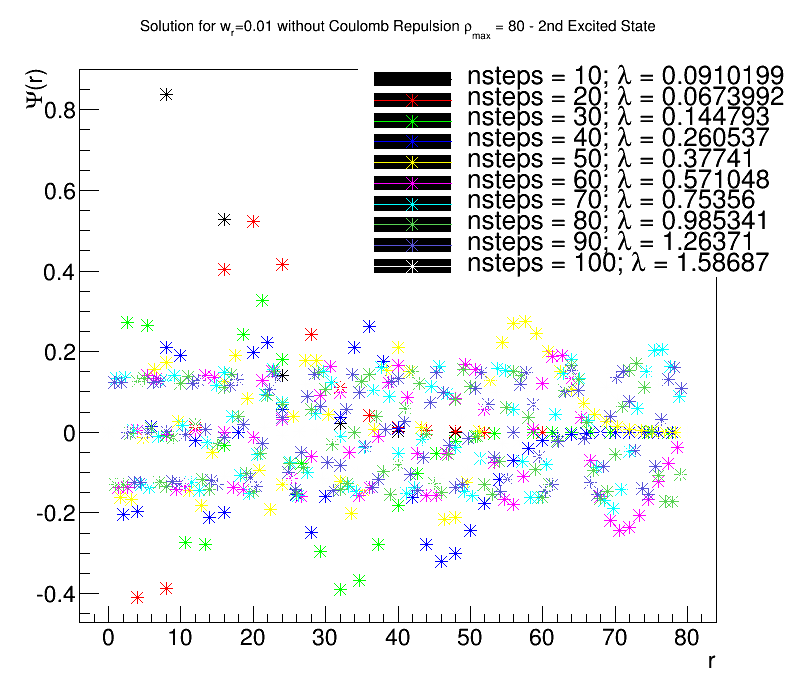 Solution for wr=0.01 without Coulomb Repulsion ρmax = 80 - 2nd Excited State
Ψ(r)
nsteps = 10; λ = 0.0910199
nsteps = 20; λ = 0.0673992
nsteps = 30; λ = 0.144793
nsteps = 40; λ = 0.260537
nsteps = 50; λ = 0.37741
nsteps = 60; λ = 0.571048
nsteps = 70; λ = 0.75356
nsteps = 80; λ = 0.985341
nsteps = 90; λ = 1.26371
nsteps = 100; λ = 1.58687
0.8
0.6
0.4
0.2
0
-0.2
-0.4
0 10 20 30 40 50 60 70 80
r